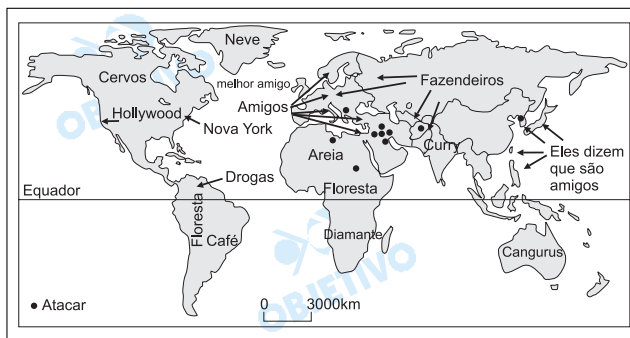 Neve
Cervos
melhor amigo
Fazendeiros
Amigos
Hollywood
Nova York
Curry
Areia
Eles dizem
que são
amigos
Drogas
Floresta
Equador
Floresta
Café
Diamante
Cangurus
Atacar
0 3000km
OBJETIVO
OBJETIVO